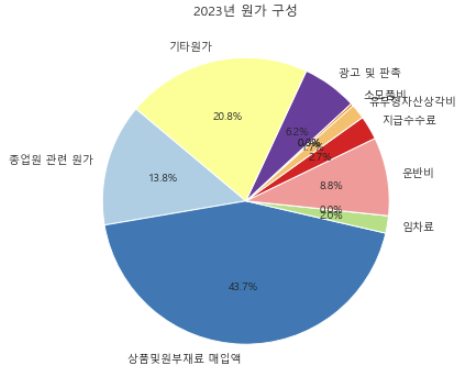 2023년 원가 구성
기타원가
광고 및 판촉
소모품비
유무형자산상각비
지급수수료
종업원 관련 원가
운반비
임차료
상품및원부재료 매입액
20.8%
6.2%
2.7%
13.8%
8.8%
0.0%
2.0%
43.7%